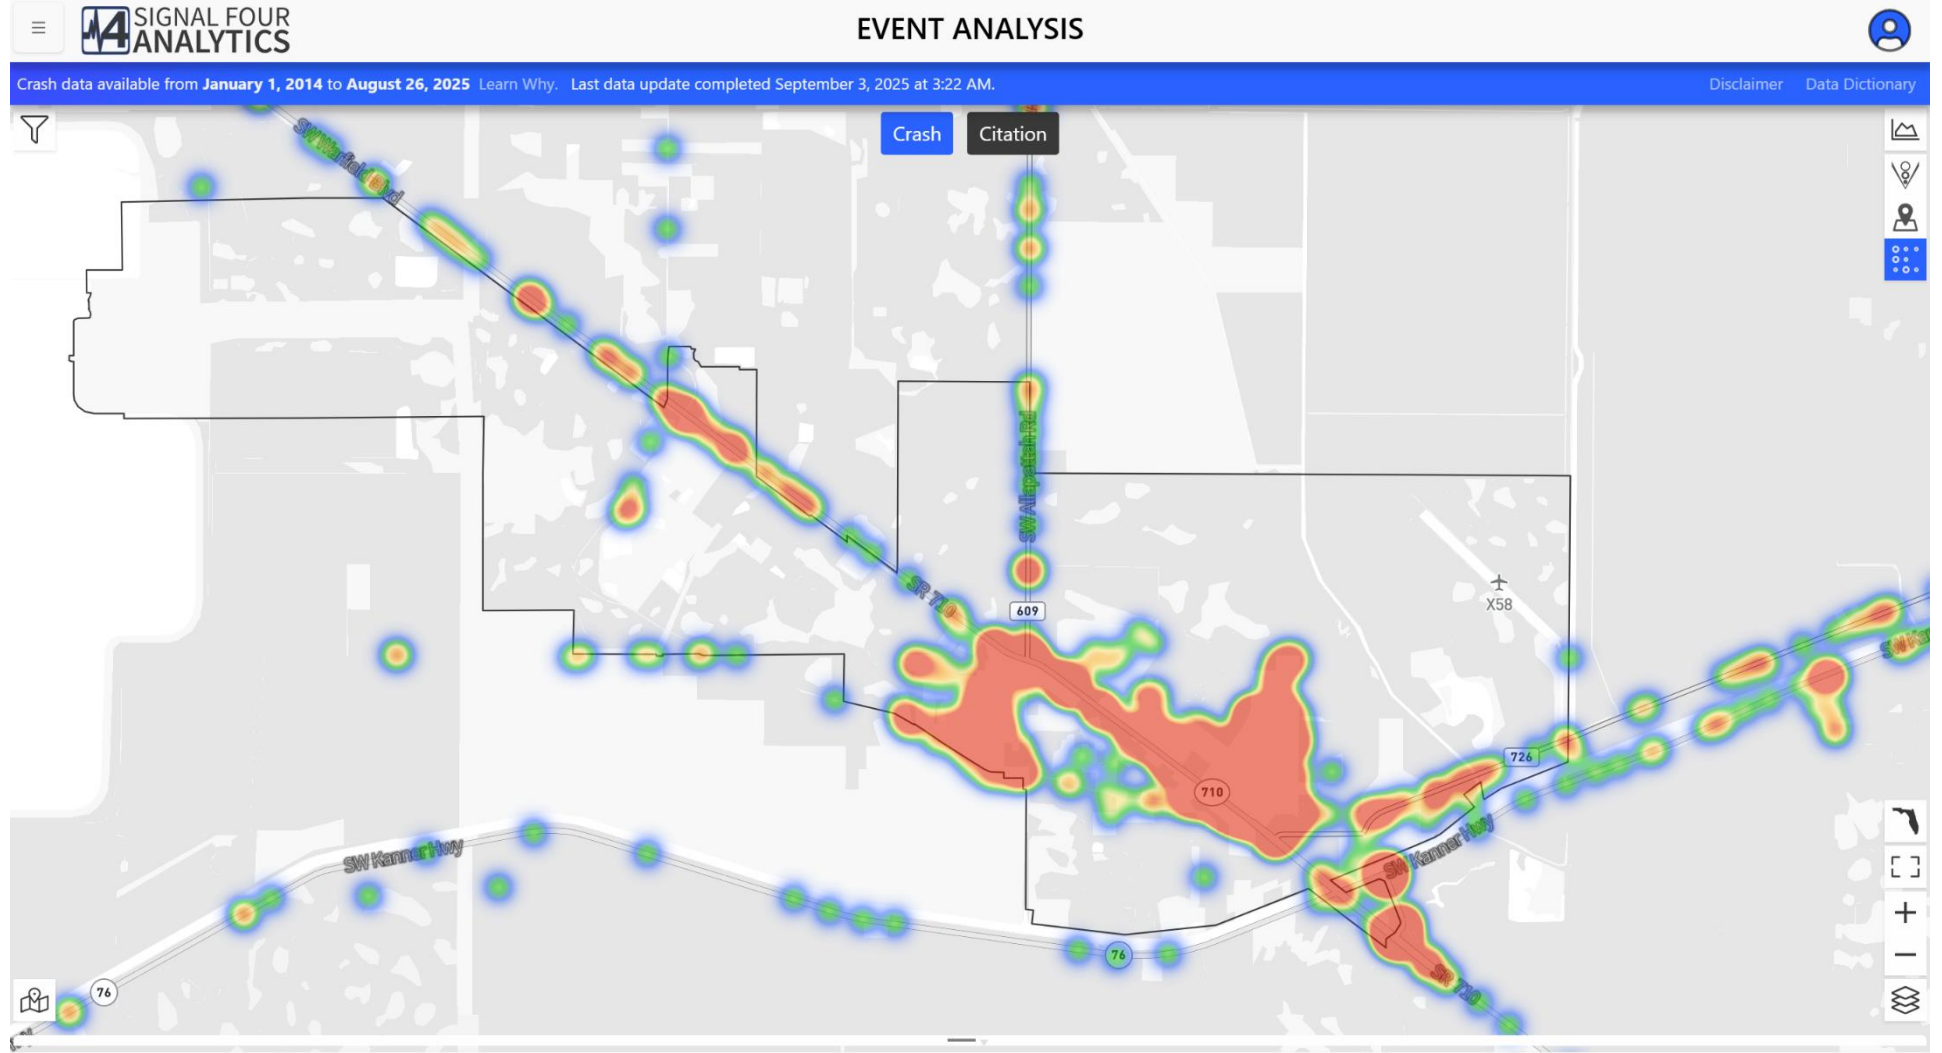 SIGNAL FOUR
ANALYTICS
EVENT ANALYSIS
Crash data available from January 1, 2014 to August 26, 2025 Learn Why. Last data update completed September 3, 2025 at 3:22 AM.
Disclaimer Data Dictionary
Crash Citation
SW Warfield Blvd
SW Allapattah Rd
SR 710
X58
609
SW Kan
726
710
SW Kanner Hwy
SW Kanner Hwy
76
SR 710
76